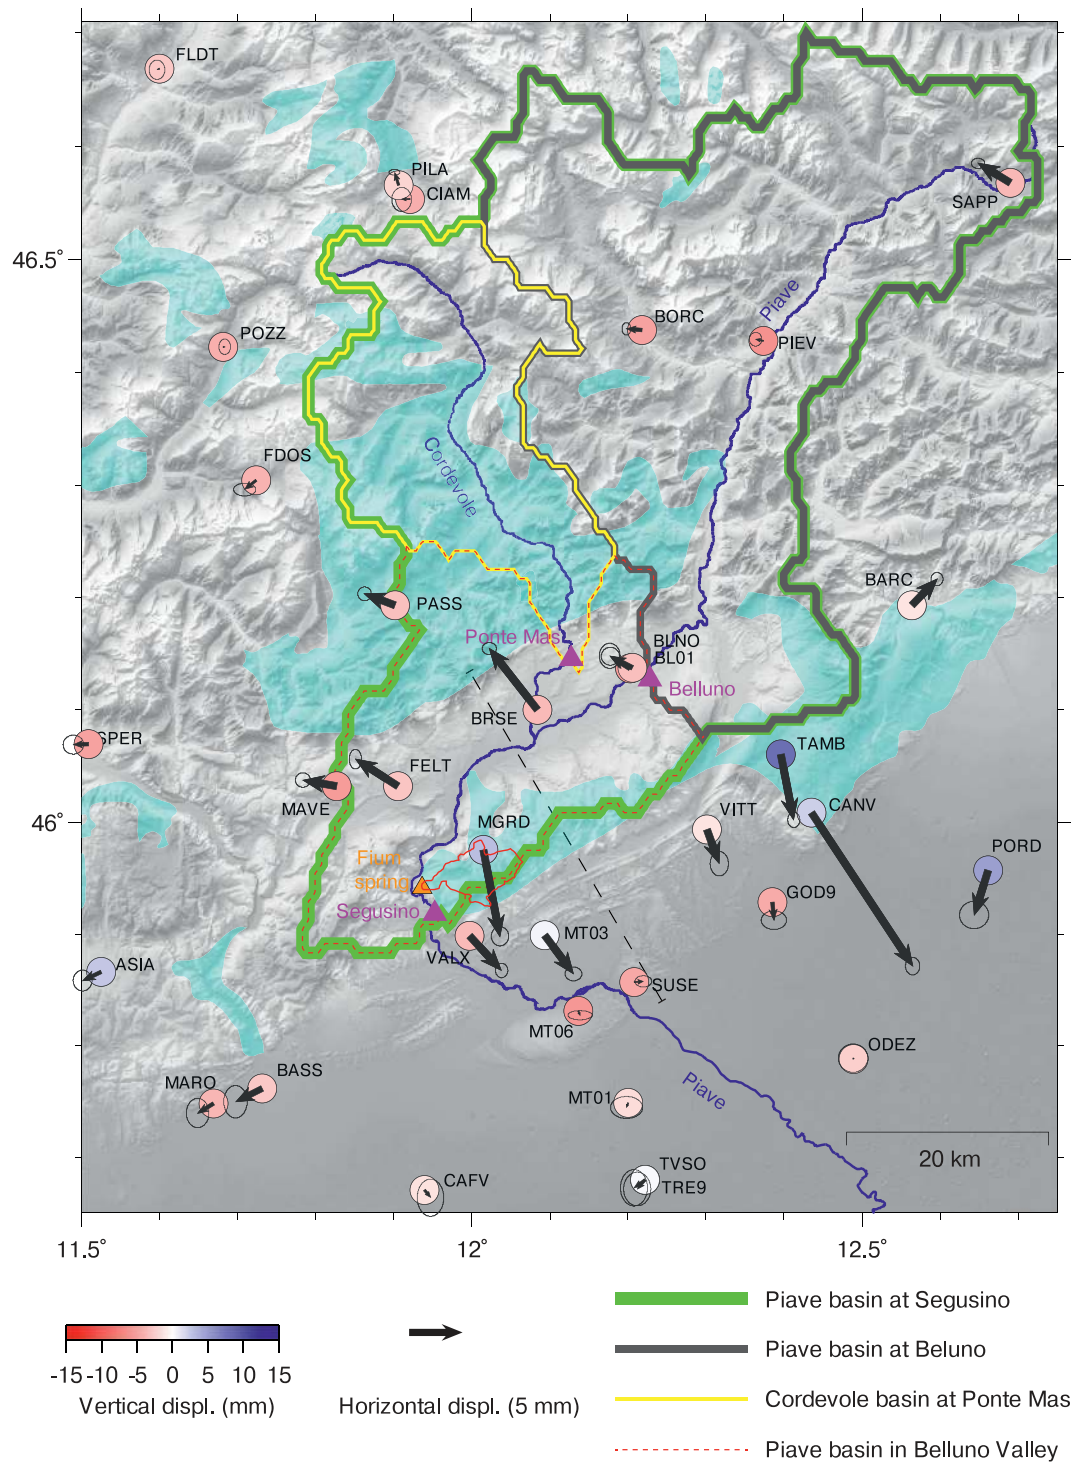 FLDT
PILA
CIAM
SAPP
46.5°
Piave
BORC
PIEV
POZZ
Cordevole
FDOS
BARC
PASS
Ponte Mas
BLNO
BL01
Belluno
BRSE
SPER
TAMB
FELT
MAVE
CANV
VITT
46°
MGRD
PORD
Fium
spring
GOD9
Segusino
MT03
VALX
ASIA
SUSE
MT06
ODEZ
BASS
MARO
MT01
Piave
20 km
TVSO
CAFV
TRE9
11.5°
12°
12.5°
Piave basin at Segusino
Piave basin at Beluno
-15 -10 -5 0 5 10 15
Vertical displ. (mm)
Horizontal displ. (5 mm)
Cordevole basin at Ponte Mas
Piave basin in Belluno Valley